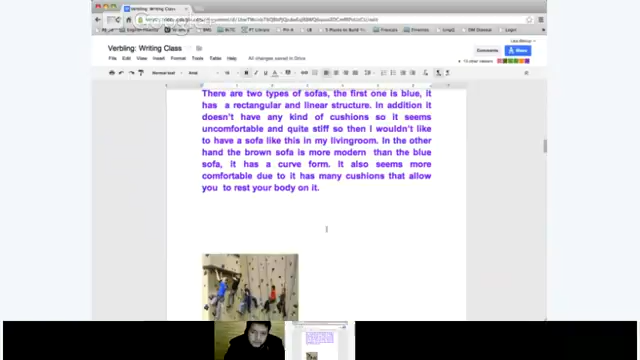 Verbling: Writing Class
File Edit View Insert Format Tools Table Help All changes saved in Drive
Comments
Share
Normal text
Arial
There are two types of sofas, the first one is blue, it
has a rectangular and linear structure. In addition it
doesn't have any kind of cushions so it seems
uncomfortable and quite stiff so then I wouldn't like
to have a sofa like this in my livingroom. In the other
hand the brown sofa is more modern than the blue
sofa, it has a curve form. It also seems more
comfortable due to it has many cushions that allow
you to rest your body on it.